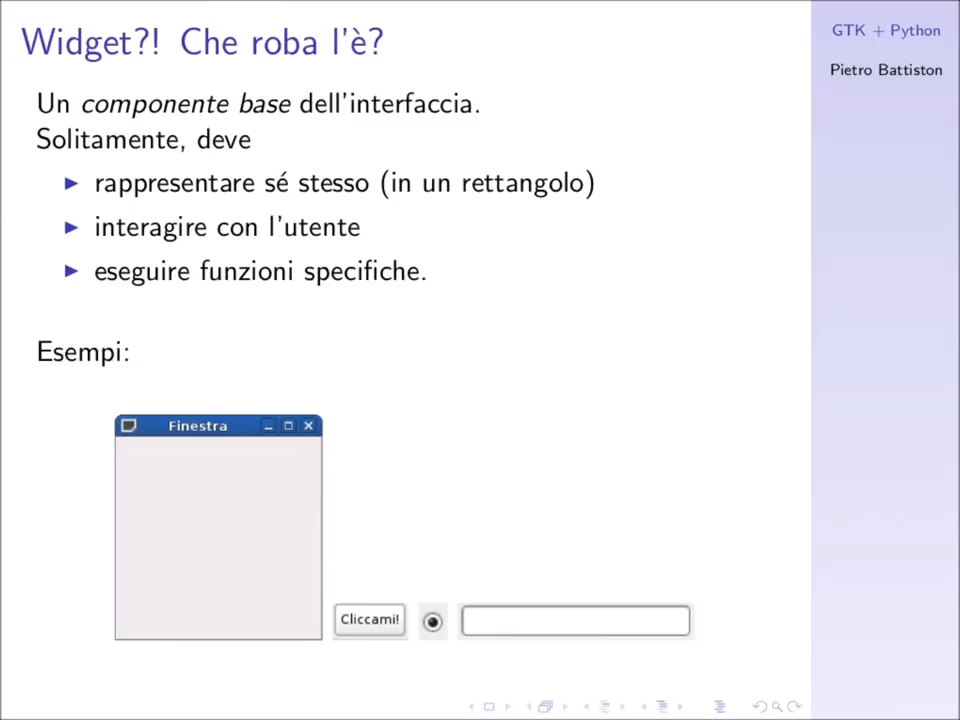 Widget?! Che roba l'è?
GTK + Python
Pietro Battiston
Un componente base dell'interfaccia.
Solitamente, deve
rappresentare sé stesso (in un rettangolo)
interagire con l'utente
eseguire funzioni specifiche.
Esempi:
Finestra
Cliccami!